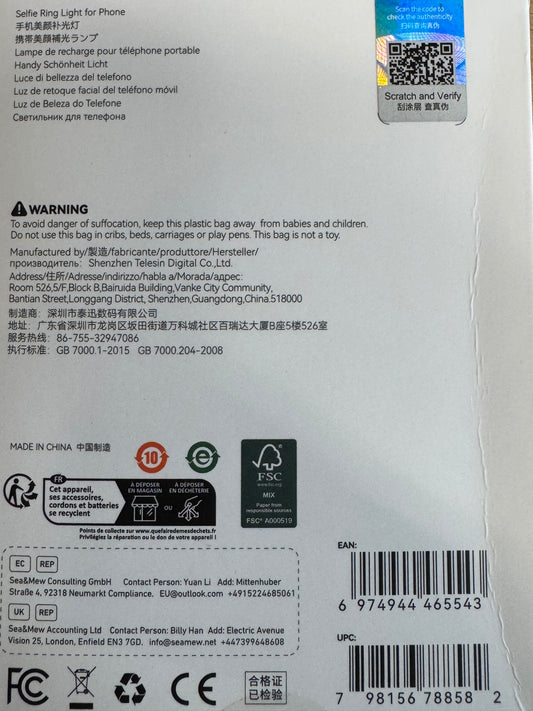 Selfie Ring Light for Phone
手机美颜补光灯
携帯美顔補光ランプ
Lampe de recharge pour téléphone portable
Handy Schönheit Licht
Luce di bellezza del telefono
Luz de retoque facial del teléfono móvil
Luz de Beleza do Telefone
Светильник для телефона
Scan the code to
check the authenticity
扫码查询真伪
Scratch and Verify
刮涂层 查真伪
WARNING
To avoid danger of suffocation, keep this plastic bag away from babies and children.
Do not use this bag in cribs, beds, carriages or play pens. This bag is not a toy.
Manufactured by/製造/fabricante/produttore/Hersteller/
производитель: Shenzhen Telesin Digital Co.,Ltd.
Address/住所/Adresse/indirizzo/habla a/Morada/адрес:
Room 526,5/F,Block B,Bairuida Building,Vanke City Community,
Bantian Street,Longgang District, Shenzhen,Guangdong,China.518000
制造商: 深圳市泰迅数码有限公司
地址: 广东省深圳市龙岗区坂田街道万科城社区百瑞达大厦B座5楼526室
服务热线: 86-755-32947086
执行标准: GB 7000.1-2015 GB 7000.204-2008
MADE IN CHINA 中国制造
10
e
FSC
www.fsc.org
MIX
Paper from
responsible sources
FSC® A000519
FR
Cet appareil,
ses accessoires,
cordons et batteries
se recyclent
À DÉPOSER
EN MAGASIN
OU
À DÉPOSER
EN DÉCHÈTERIE
Points de collecte sur www.quefairedemesdechets.fr
Privilégiez la réparation ou le don de votre appareil !
EC REP
Sea&Mew Consulting GmbH Contact Person: Yuan Li Add: Mittenhuber
Straße 4, 92318 Neumarkt Compliance. EU@outlook.com +4915224685061
UK REP
Sea&Mew Accounting Ltd Contact Person: Billy Han Add: Electric Avenue
Vision 25, London, Enfield EN3 7GD. info@seamew.net +447399648608
EAN:
6 974944 465543
UPC:
7 98156 78858 2
FC
CE
合格证
已检验